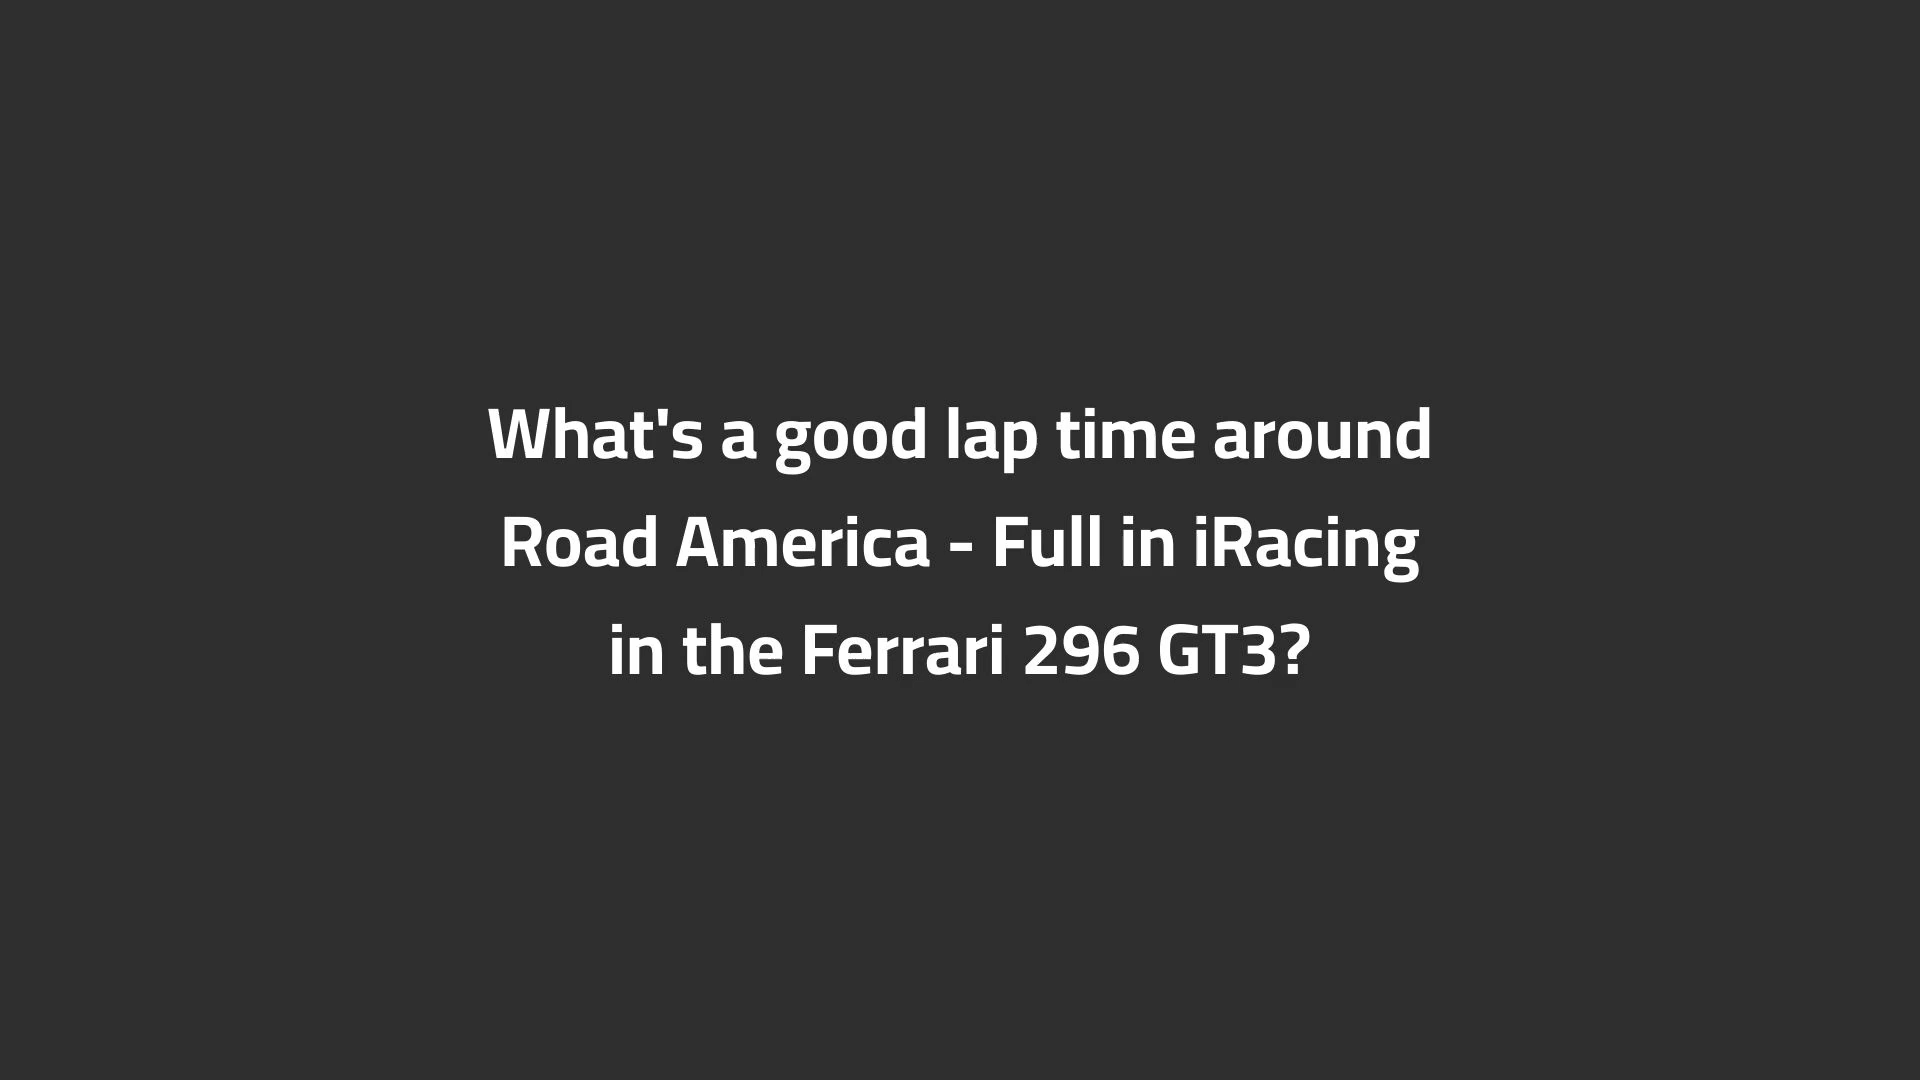 What's a good lap time around
Road America - Full in iRacing
in the Ferrari 296 GT3?